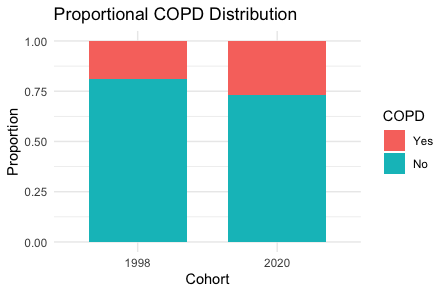 Proportional COPD Distribution
1.00
0.75
0.50
0.25
0.00
Proportion
1998
2020
Cohort
COPD
Yes
No